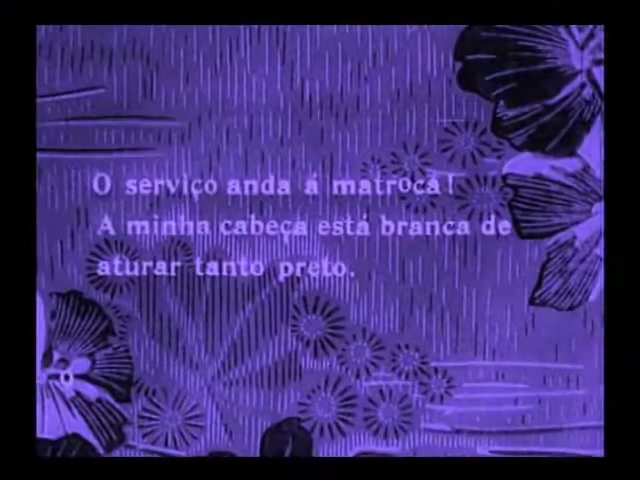 O serviço anda á matroca!
A minha cabeça está branca de
aturar tanto preto.